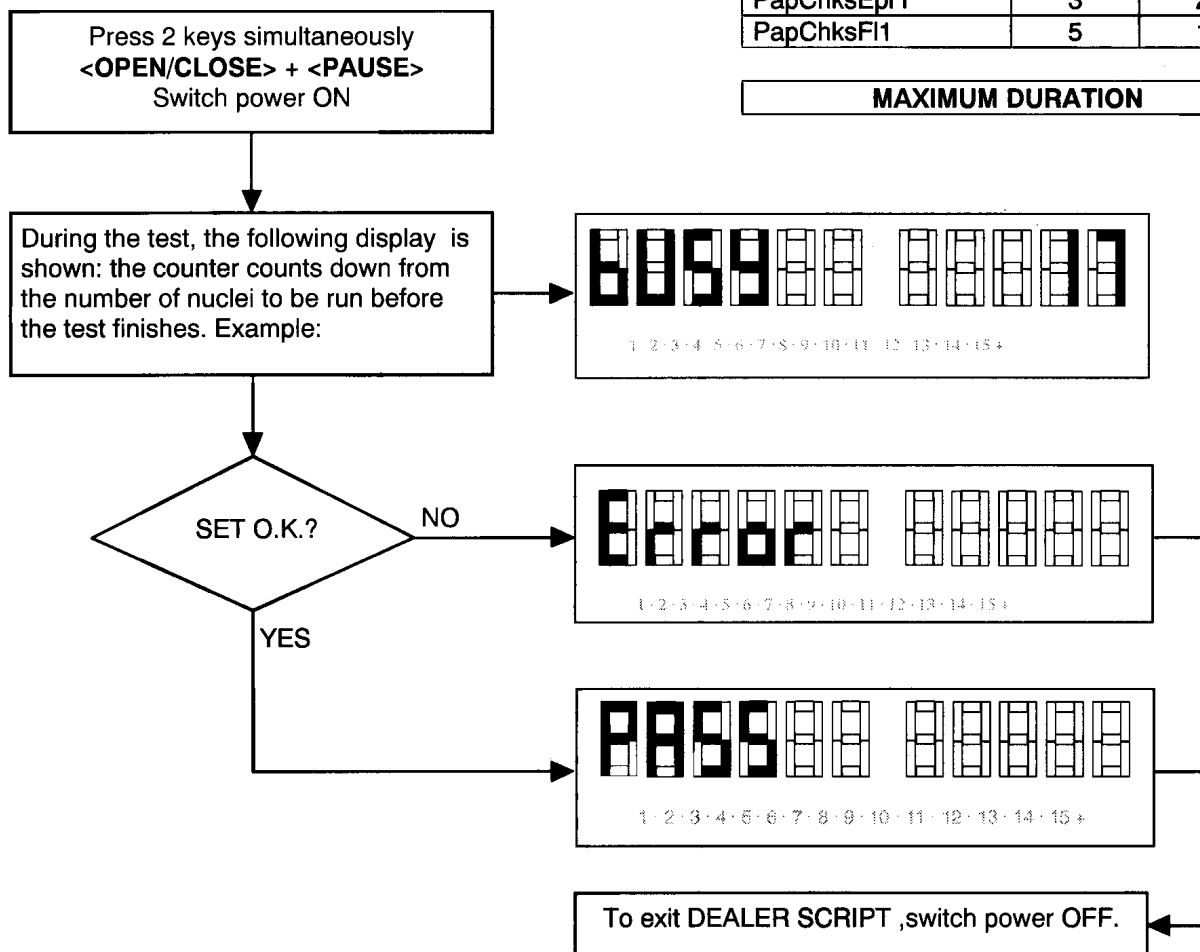 PapChksEpr1 3
PapChksFl1 5
MAXIMUM DURATION
Press 2 keys simultaneously
<OPEN/CLOSE> + <PAUSE>
Switch power ON
During the test, the following display is
shown: the counter counts down from
the number of nuclei to be run before
the test finishes. Example:
bUSY 17
1 · 2 · 3 · 4 · 5 · 6 · 7 · 8 · 9 · 10 · 11 · 12 · 13 · 14 · 15 +
SET O.K.?
NO
Error
1 · 2 · 3 · 4 · 5 · 6 · 7 · 8 · 9 · 10 · 11 · 12 · 13 · 14 · 15 +
YES
PASS
1 · 2 · 3 · 4 · 5 · 6 · 7 · 8 · 9 · 10 · 11 · 12 · 13 · 14 · 15 +
To exit DEALER SCRIPT ,switch power OFF.